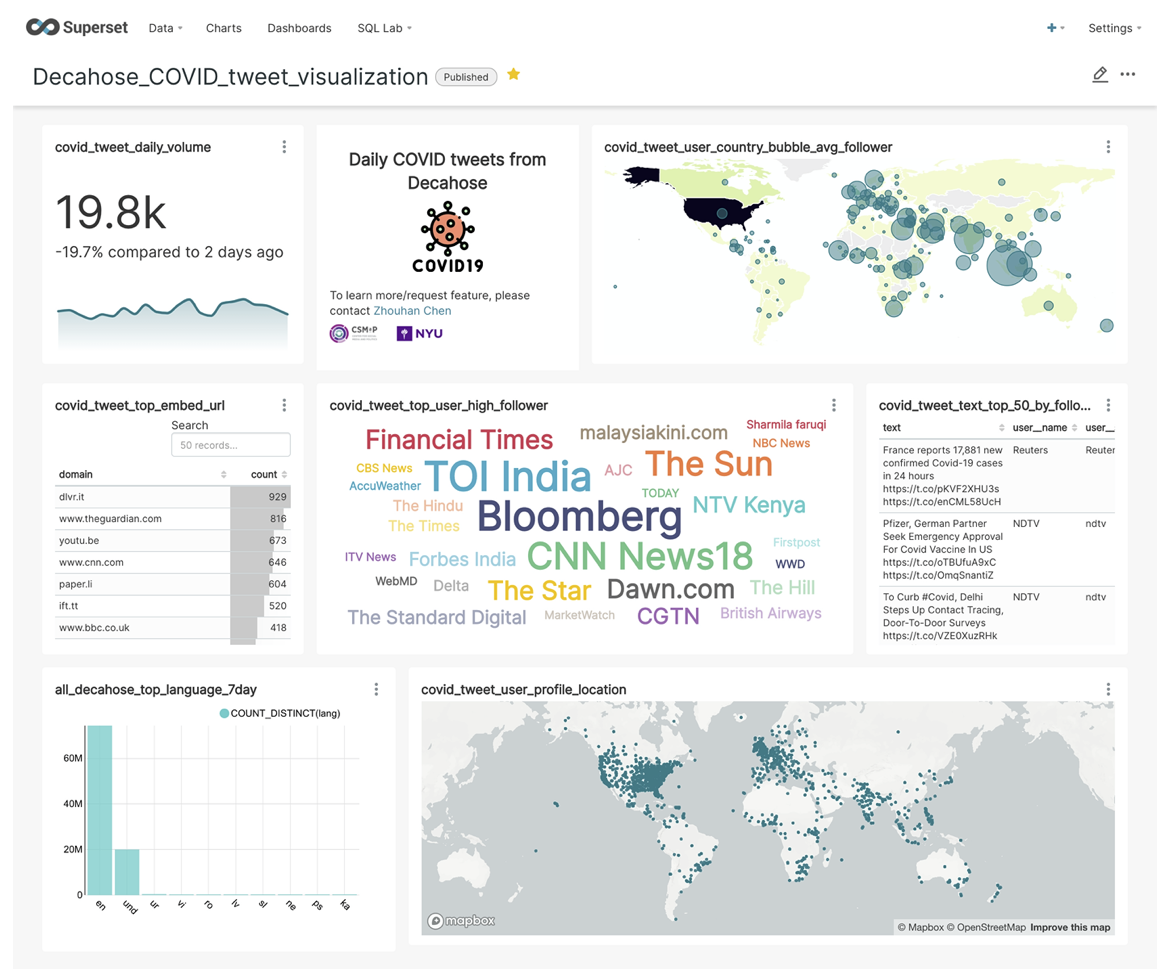 Superset
Data
Charts
Dashboards
SQL Lab
+
Settings
Decahose_COVID_tweet_visualization
Published
covid_tweet_daily_volume
19.8k
-19.7% compared to 2 days ago
Daily COVID tweets from
Decahose
COVID19
To learn more/request feature, please
contact Zhouhan Chen
CSM+P
NYU
covid_tweet_user_country_bubble_avg_follower
covid_tweet_top_embed_url
Search
50 records...
domain count
dlvr.it 929
www.theguardian.com 816
youtu.be 673
www.cnn.com 646
paper.li 604
ift.tt 520
www.bbc.co.uk 418
covid_tweet_top_user_high_follower
Sharmila faruqi
Financial Times
malaysiakini.com
NBC News
CBS News
TOI India
AJC
The Sun
AccuWeather
TODAY
The Hindu
Bloomberg
NTV Kenya
The Times
ITV News
Forbes India
CNN News18
Firstpost
WWD
WebMD
Delta
The Star
Dawn.com
The Hill
The Standard Digital
MarketWatch
CGTN
British Airways
covid_tweet_text_top_50_by_follo...
text user__name user__
France reports 17,881 new Reuters Reuter
confirmed Covid-19 cases
in 24 hours
https://t.co/pKVF2XHU3s
https://t.co/enCML58UcH
Pfizer, German Partner NDTV ndtv
Seek Emergency Approval
For Covid Vaccine In US
https://t.co/oTBUfuA9xC
https://t.co/OmqSnantiZ
To Curb #Covid, Delhi NDTV ndtv
Steps Up Contact Tracing,
Door-To-Door Surveys
https://t.co/VZE0XuzRHk
all_decahose_top_language_7day
COUNT_DISTINCT(lang)
60M
40M
20M
0
en und ur vi ro lv sl ne ps ka
covid_tweet_user_profile_location
mapbox
© Mapbox © OpenStreetMap Improve this map